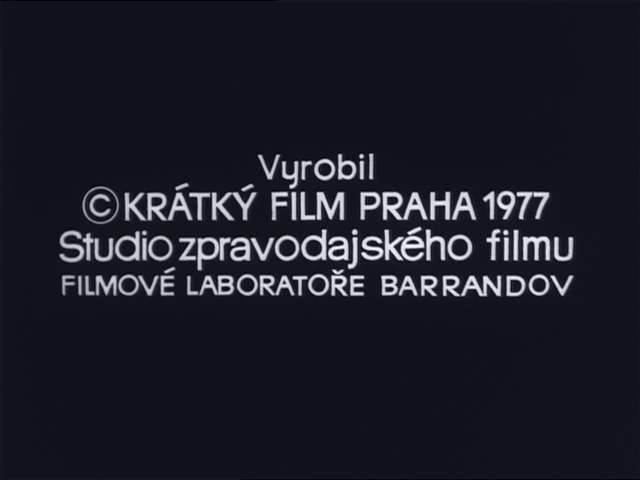 Vyrobil
© KRÁTKÝ FILM PRAHA 1977
Studio zpravodajského filmu
FILMOVÉ LABORATOŘE BARRANDOV